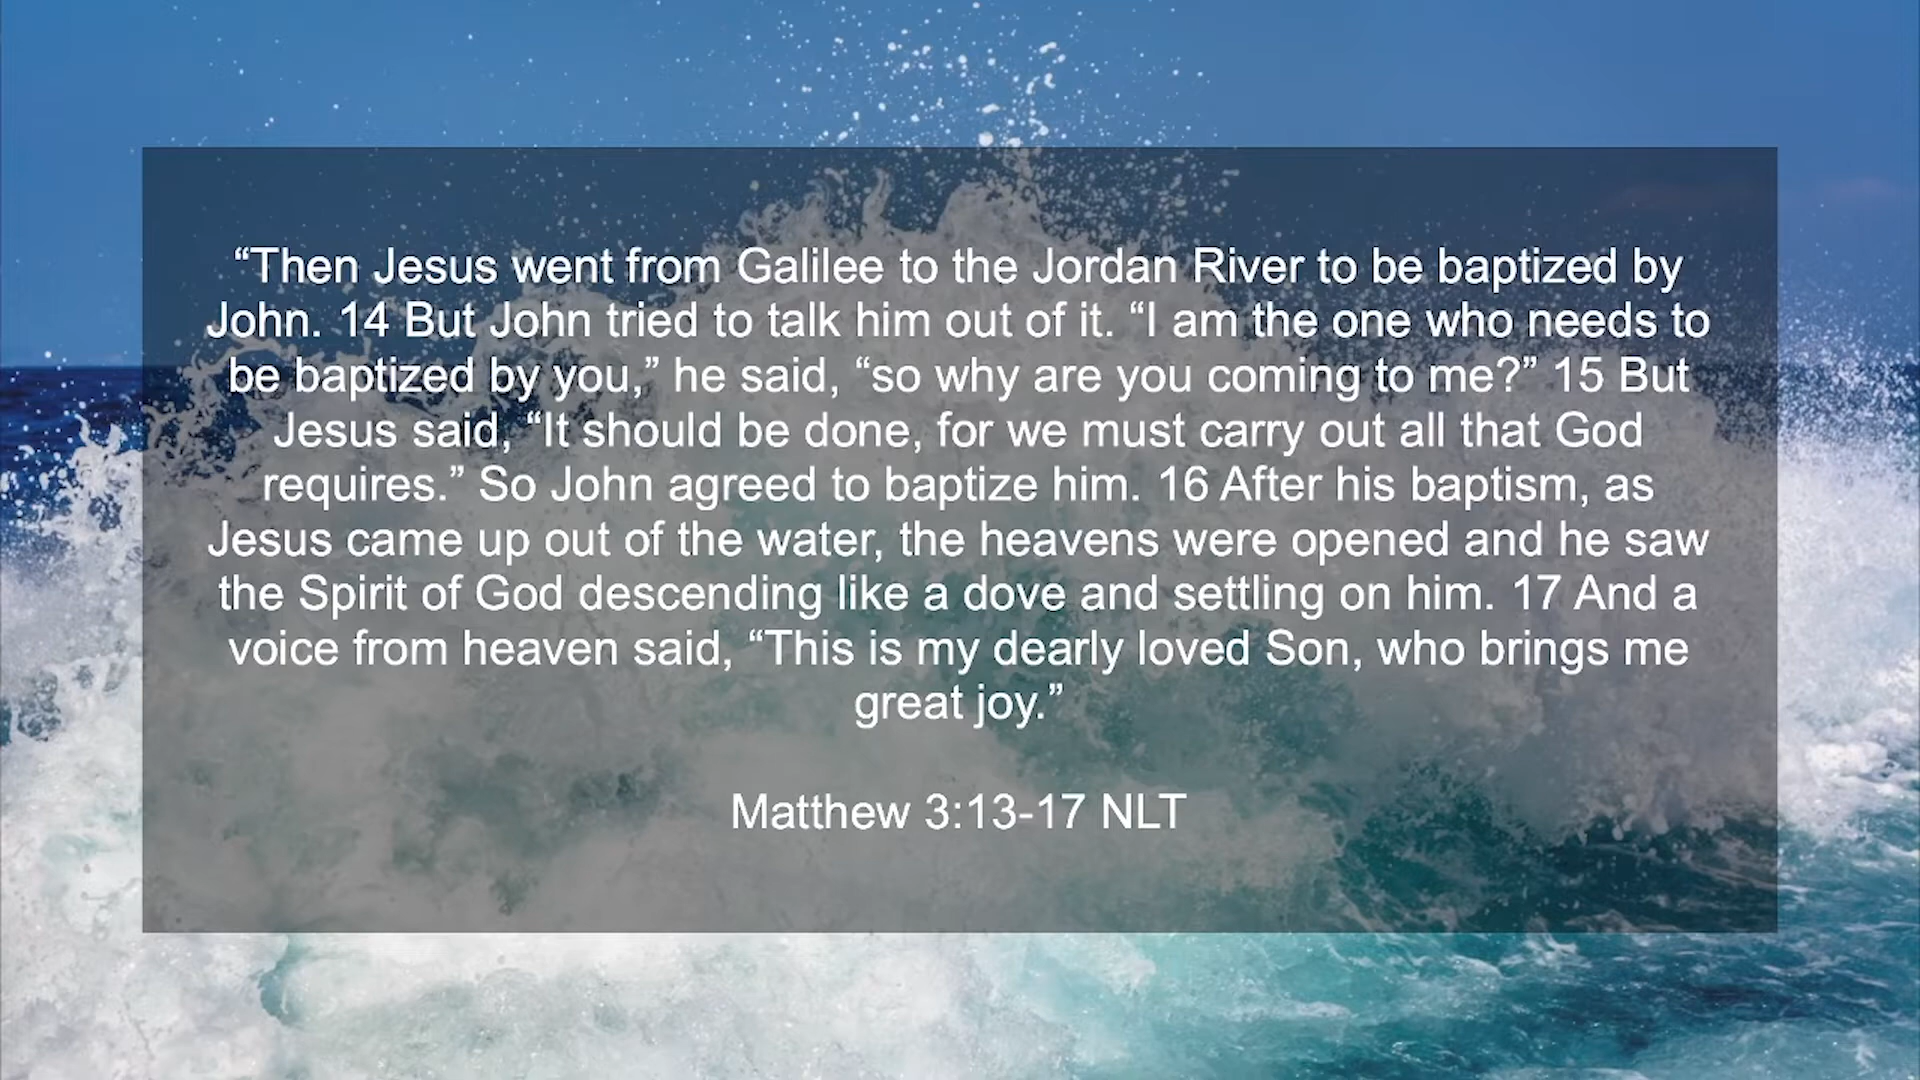 “Then Jesus went from Galilee to the Jordan River to be baptized by
John. 14 But John tried to talk him out of it. “I am the one who needs to
be baptized by you,” he said, “so why are you coming to me?” 15 But
Jesus said, “It should be done, for we must carry out all that God
requires.” So John agreed to baptize him. 16 After his baptism, as
Jesus came up out of the water, the heavens were opened and he saw
the Spirit of God descending like a dove and settling on him. 17 And a
voice from heaven said, “This is my dearly loved Son, who brings me
great joy.”
Matthew 3:13-17 NLT